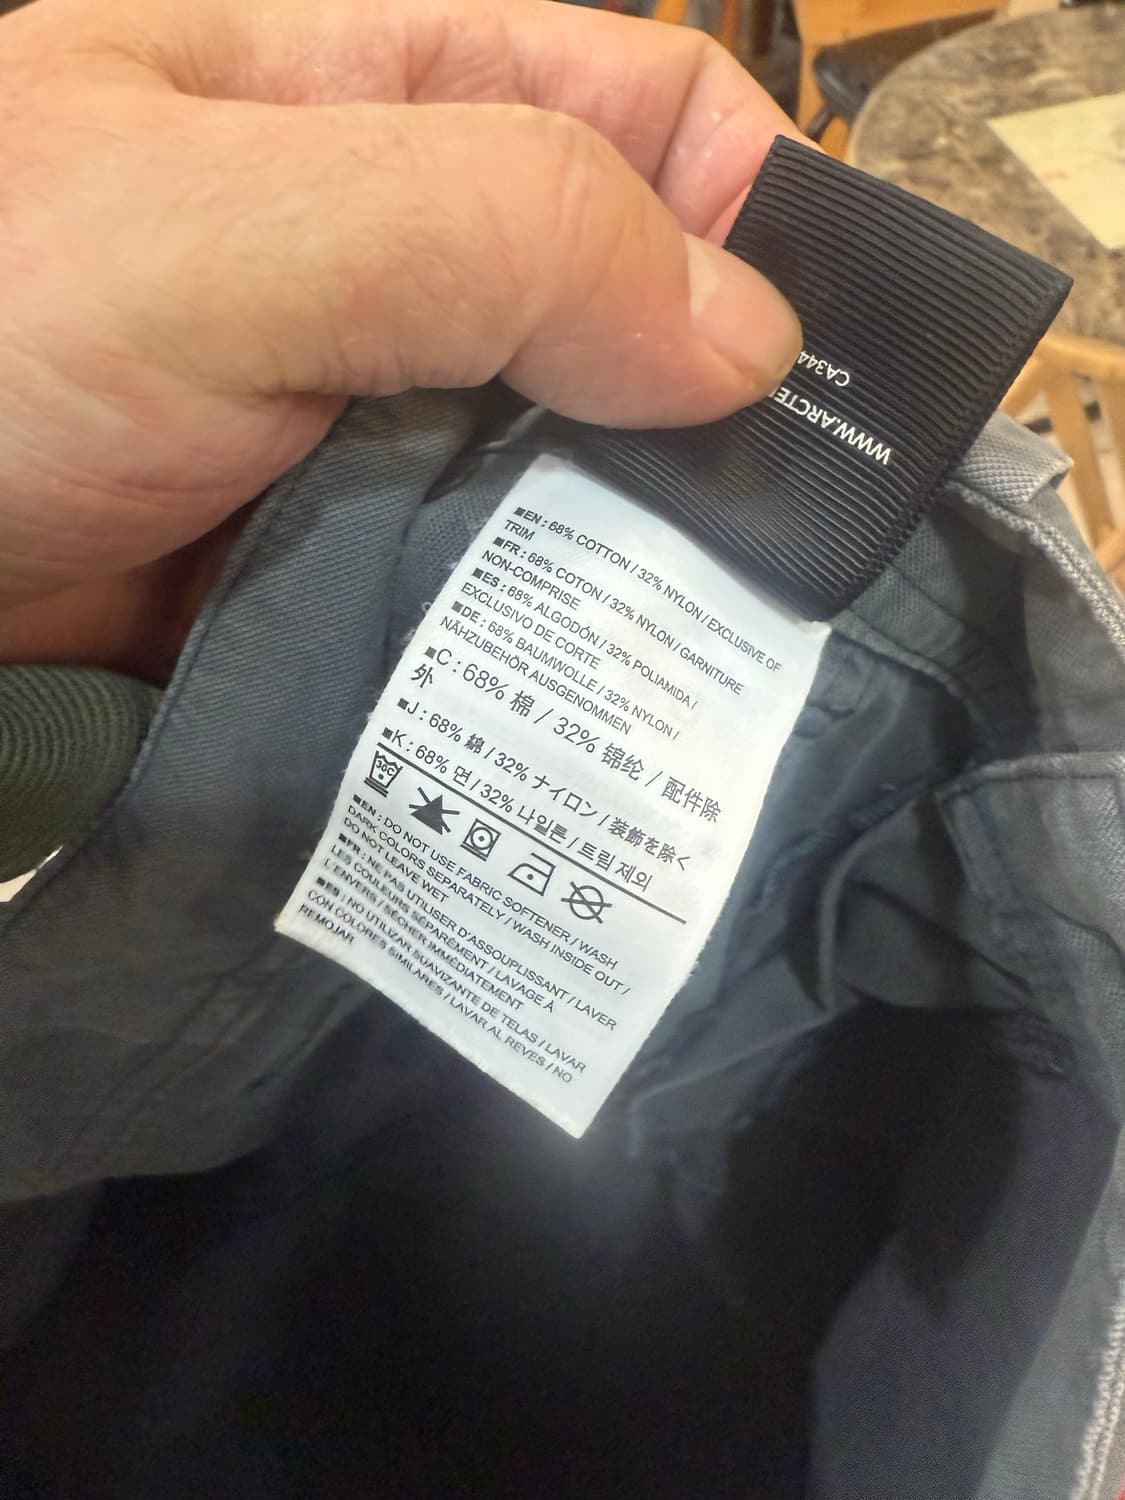 CA344
WWW.ARCTE
■EN : 68% COTTON / 32% NYLON / EXCLUSIVE OF
TRIM
■FR : 68% COTON / 32% NYLON / GARNITURE
NON-COMPRISE
■ES : 68% ALGODÓN / 32% POLIAMIDA /
EXCLUSIVO DE CORTE
■DE : 68% BAUMWOLLE / 32% NYLON /
NÄHZUBEHÖR AUSGENOMMEN
■C : 68% 棉 / 32% 锦纶 / 配件除
外
■J : 68% 綿 / 32% ナイロン / 装飾を除く
■K : 68% 면 / 32% 나일론 / 트림 제외
30C
■EN : DO NOT USE FABRIC SOFTENER / WASH
DARK COLORS SEPARATELY / WASH INSIDE OUT /
DO NOT LEAVE WET
■FR : NE PAS UTILISER D'ASSOUPLISSANT / LAVER
LES COULEURS SÉPARÉMENT / LAVAGE À
L'ENVERS / SÉCHER IMMÉDIATEMENT
■ES : NO UTILIZAR SUAVIZANTE DE TELAS / LAVAR
CON COLORES SIMILARES / LAVAR AL REVES / NO
REMOJAR